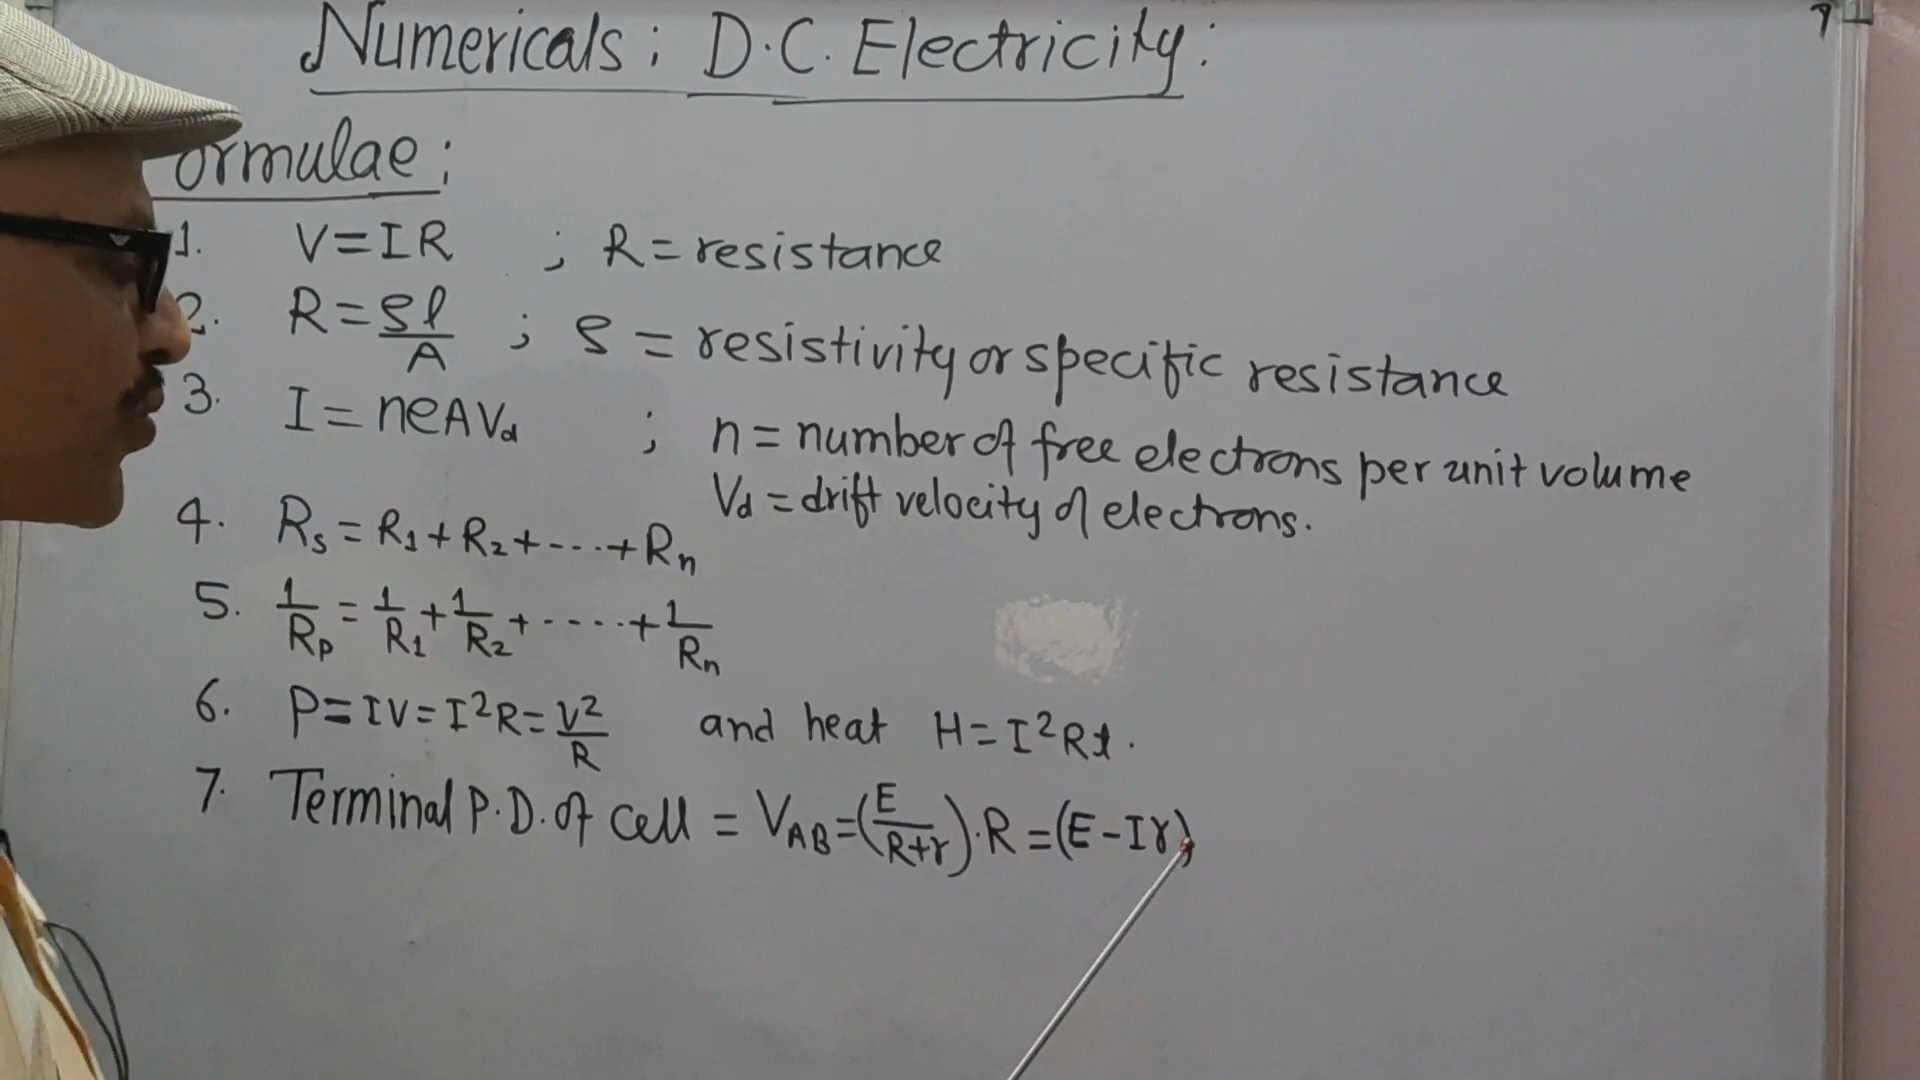 Numericals; D.C. Electricity:
ormulae;
1. V=IR ; R= resistance
2. R=ρl/A ; ρ = resistivity or specific resistance
3. I=neAVd ; n= number of free electrons per unit volume
Vd = drift velocity of electrons.
4. Rs = R1+R2+---+Rn
5. 1/Rp = 1/R1 + 1/R2 + ---- + 1/Rn
6. P=IV=I²R=V²/R and heat H=I²Rt.
7. Terminal P.D. of cell = VAB=(E/R+r).R =(E-Ir)